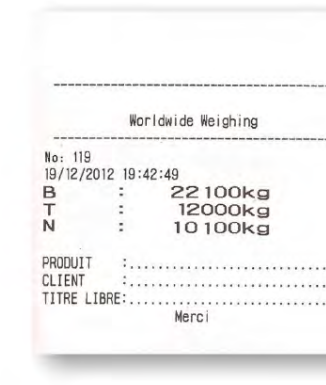 Worldwide Weighing
No: 119
19/12/2012 19:42:49
B : 22100kg
T : 12000kg
N : 10100kg
PRODUIT :..............................
CLIENT :..............................
TITRE LIBRE:..............................
Merci